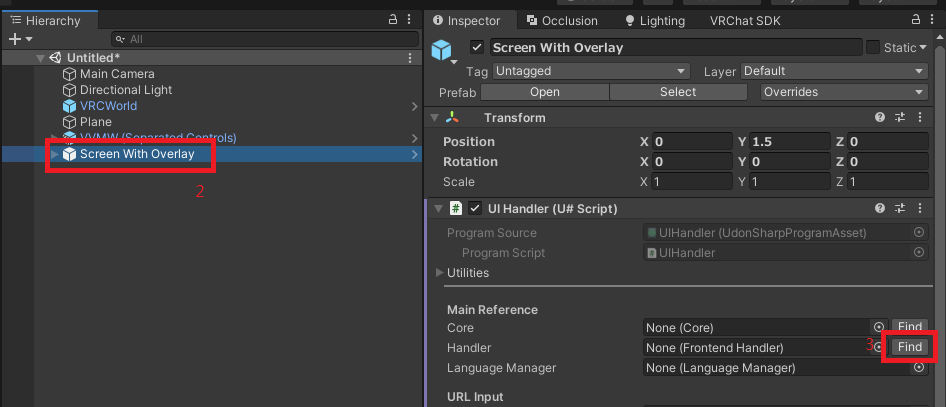 Hierarchy
All
Untitled*
Main Camera
Directional Light
VRCWorld
Plane
VVMW (Separated Controls)
Screen With Overlay
2
Inspector
Occlusion
Lighting
VRChat SDK
Screen With Overlay
Static
Tag Untagged
Layer Default
Prefab Open Select Overrides
Transform
Position X 0 Y 1.5 Z 0
Rotation X 0 Y 0 Z 0
Scale X 1 Y 1 Z 1
# UI Handler (U# Script)
Program Source UIHandler (UdonSharpProgramAsset)
Program Script UIHandler
Utilities
Main Reference
Core None (Core) Find
Handler None (Frontend Handler) 3 Find
Language Manager None (Language Manager)
URL Input